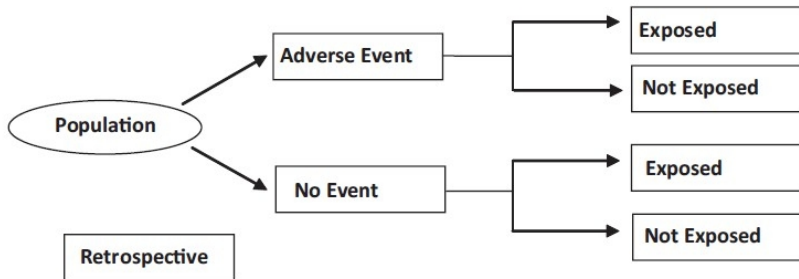 Exposed
Adverse Event
Not Exposed
Population
Exposed
No Event
Not Exposed
Retrospective